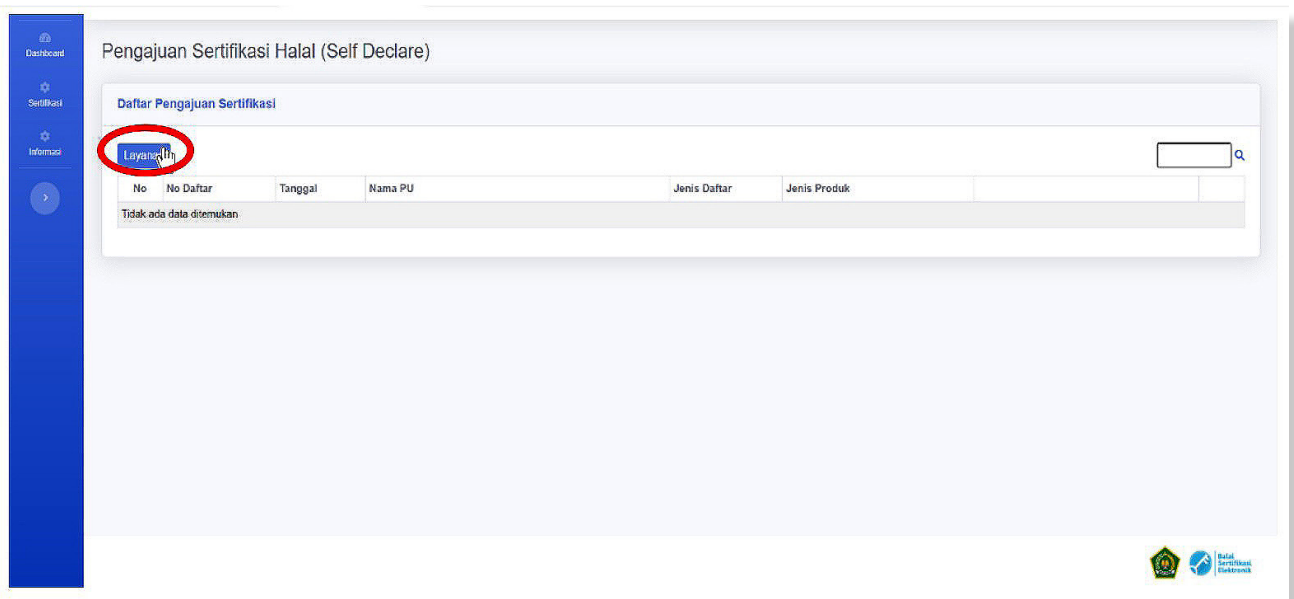 Dashboard
Sertifikasi
Informasi
Pengajuan Sertifikasi Halal (Self Declare)
Daftar Pengajuan Sertifikasi
No No Daftar Tanggal Nama PU Jenis Daftar Jenis Produk
Tidak ada data ditemukan
Balai
Sertifikasi
Elektronik